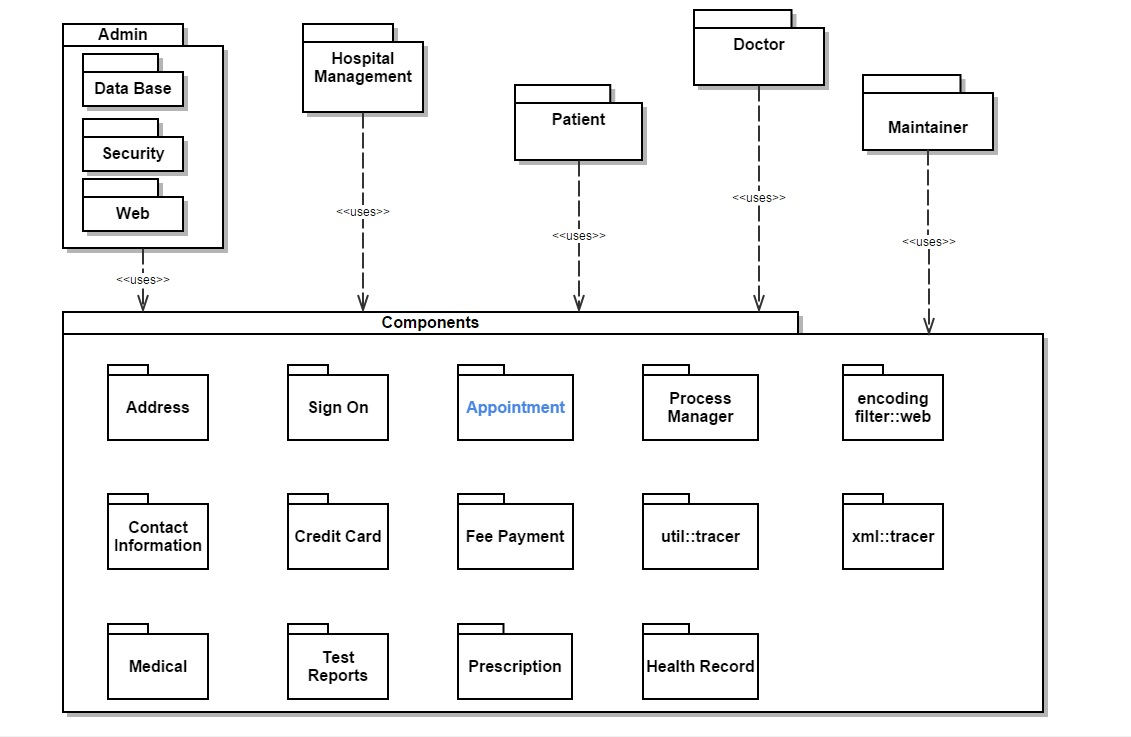 Admin
Data Base
Security
Web
Hospital
Management
Patient
Doctor
Maintainer
<<uses>>
<<uses>>
<<uses>>
<<uses>>
<<uses>>
Components
Address
Sign On
Appointment
Process
Manager
encoding
filter::web
Contact
Information
Credit Card
Fee Payment
util::tracer
xml::tracer
Medical
Test
Reports
Prescription
Health Record